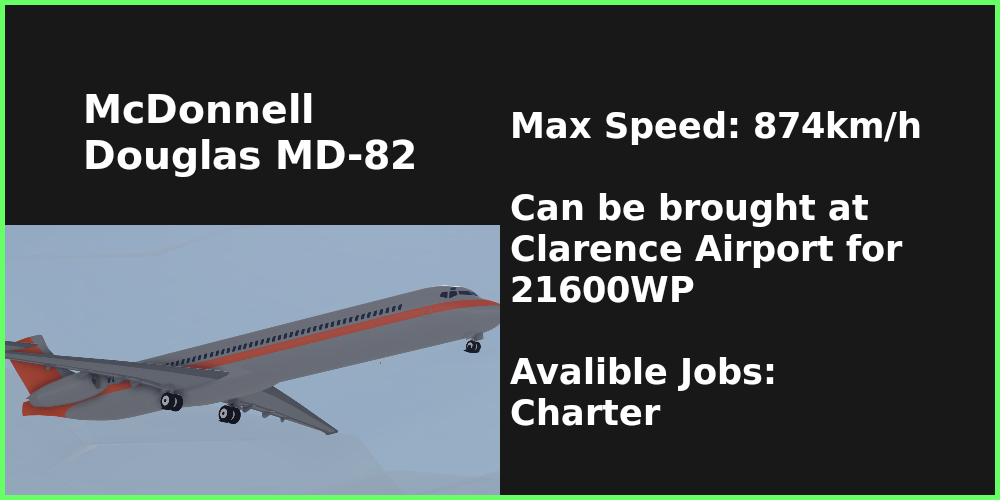 McDonnell
Douglas MD-82
Max Speed: 874km/h
Can be brought at
Clarence Airport for
21600WP
Avalible Jobs:
Charter